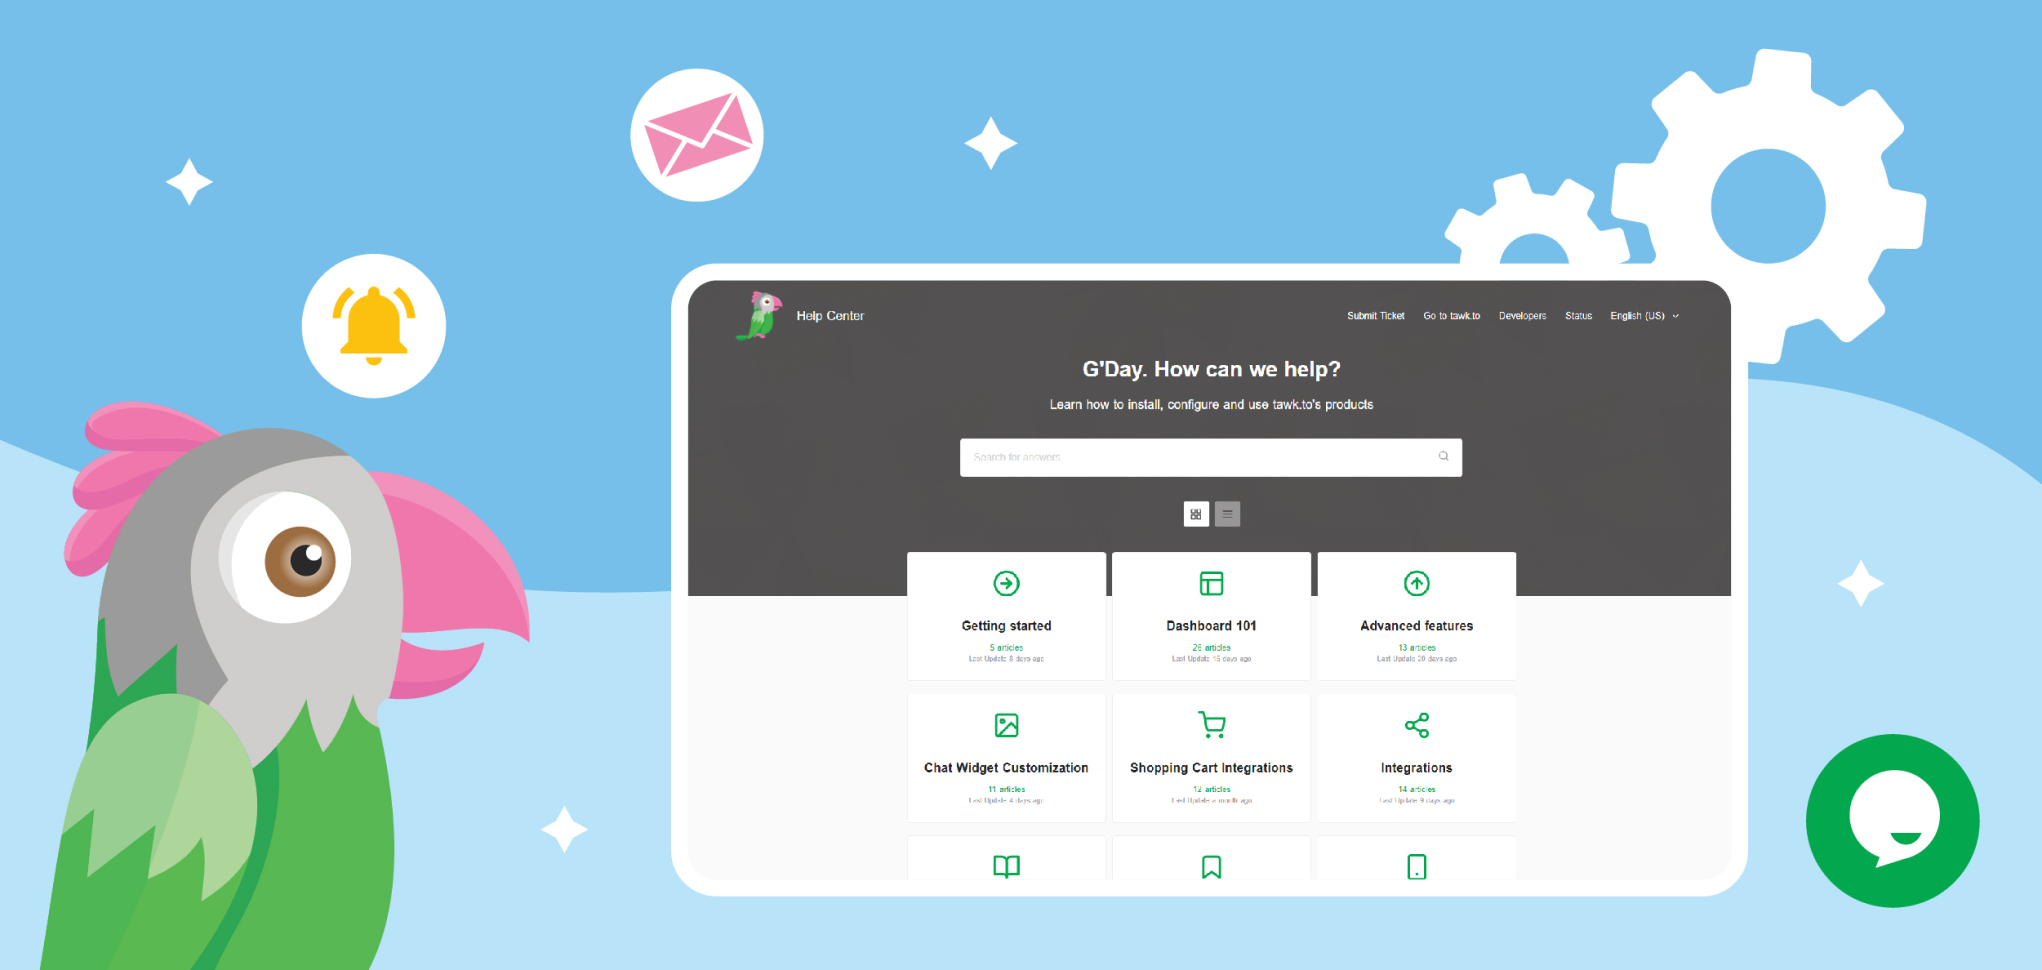 Help Center
Submit Ticket
Go to tawk.to
Developers
Status
English (US)
G'Day. How can we help?
Learn how to install, configure and use tawk.to's products
Search for answers
Getting started
5 articles
Last Update 8 days ago
Dashboard 101
26 articles
Last Update 15 days ago
Advanced features
13 articles
Last Update 20 days ago
Chat Widget Customization
11 articles
Last Update 4 days ago
Shopping Cart Integrations
12 articles
Last Update a month ago
Integrations
14 articles
Last Update 9 days ago